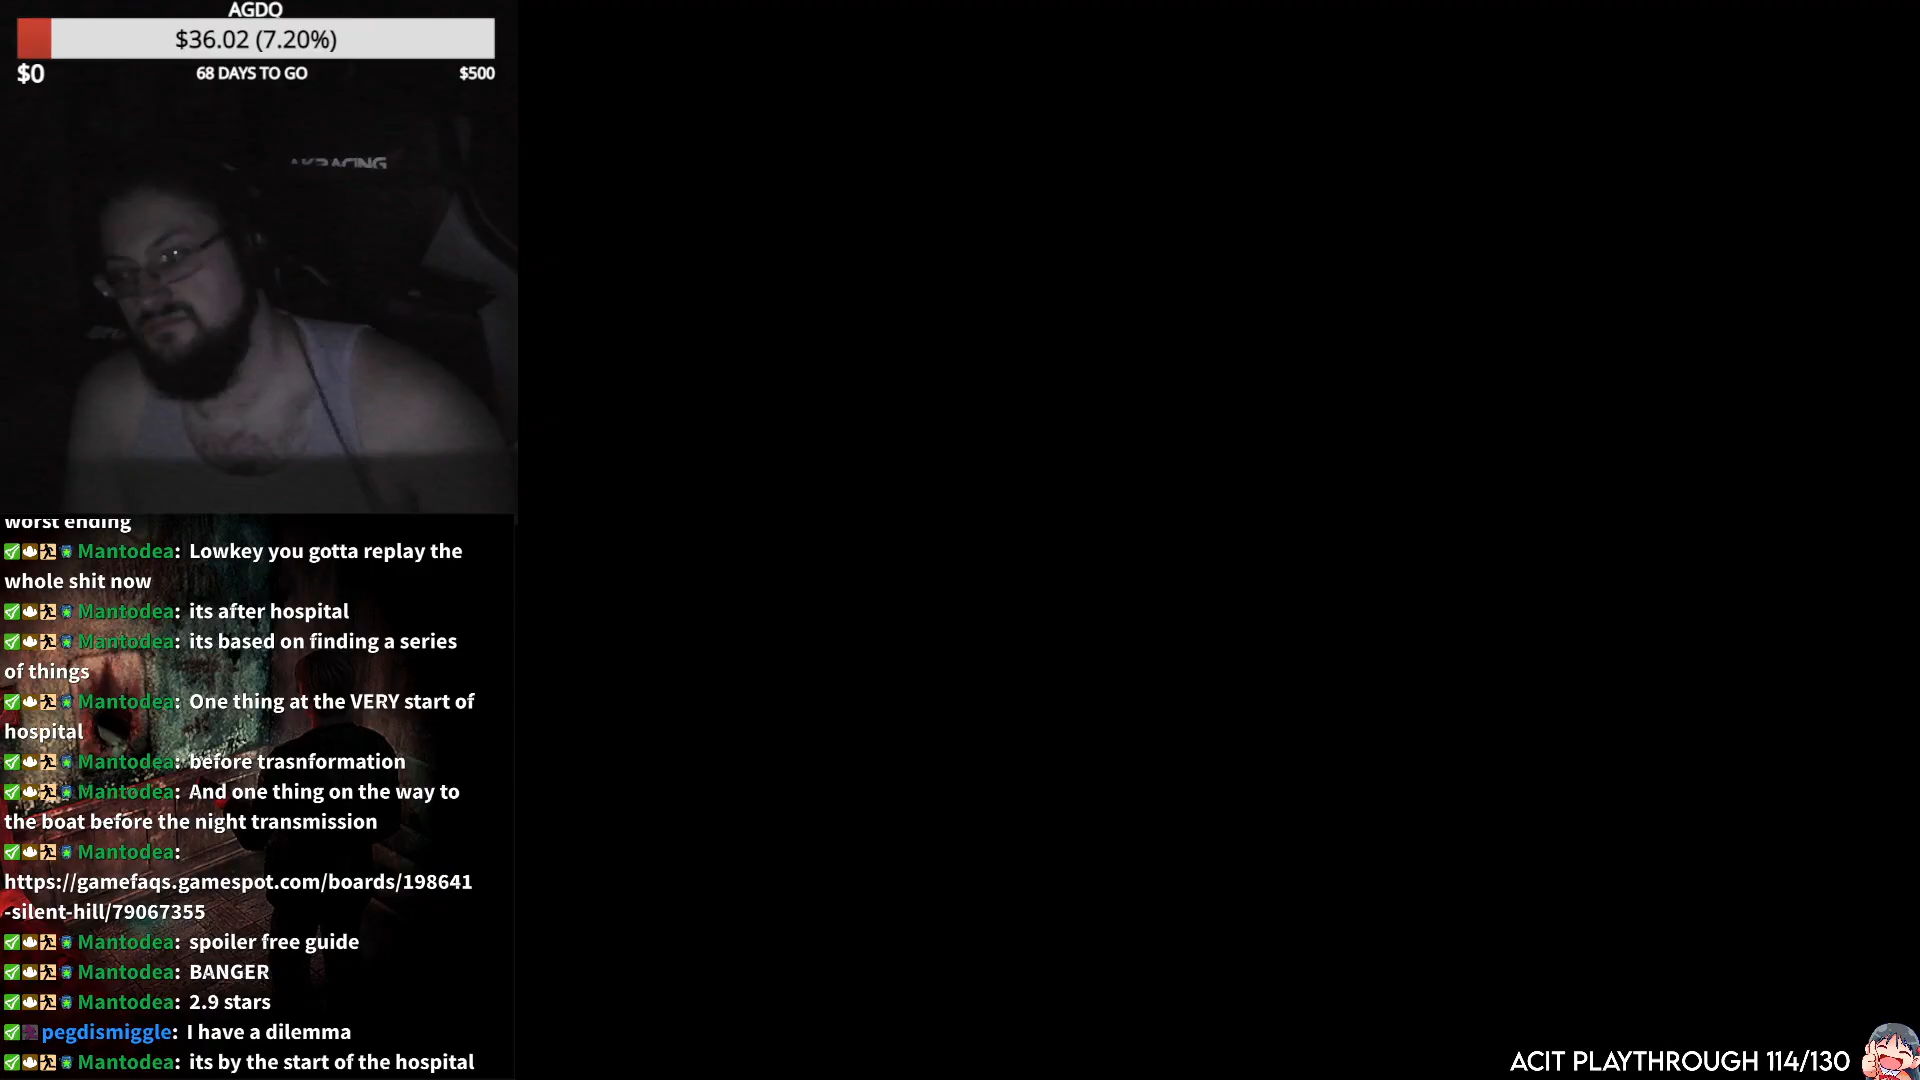 AGDQ
$36.02 (7.20%)
$0 68 DAYS TO GO $500
AKRACING
worst ending
Mantodea: Lowkey you gotta replay the
whole shit now
Mantodea: its after hospital
Mantodea: its based on finding a series
of things
Mantodea: One thing at the VERY start of
hospital
Mantodea: before trasnformation
Mantodea: And one thing on the way to
the boat before the night transmission
Mantodea:
https://gamefaqs.gamespot.com/boards/198641
-silent-hill/79067355
Mantodea: spoiler free guide
Mantodea: BANGER
Mantodea: 2.9 stars
pegdismiggle: I have a dilemma
Mantodea: its by the start of the hospital
ACIT PLAYTHROUGH 114/130